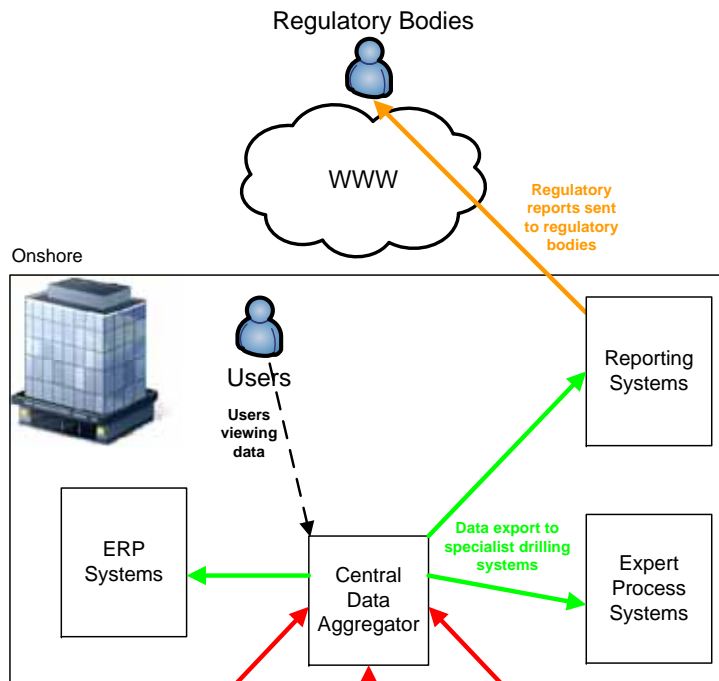 Regulatory Bodies
WWW
Regulatory
reports sent
to regulatory
bodies
Onshore
Reporting
Systems
Users
Users
viewing
data
ERP
Systems
Data export to
specialist drilling
systems
Central
Data
Aggregator
Expert
Process
Systems